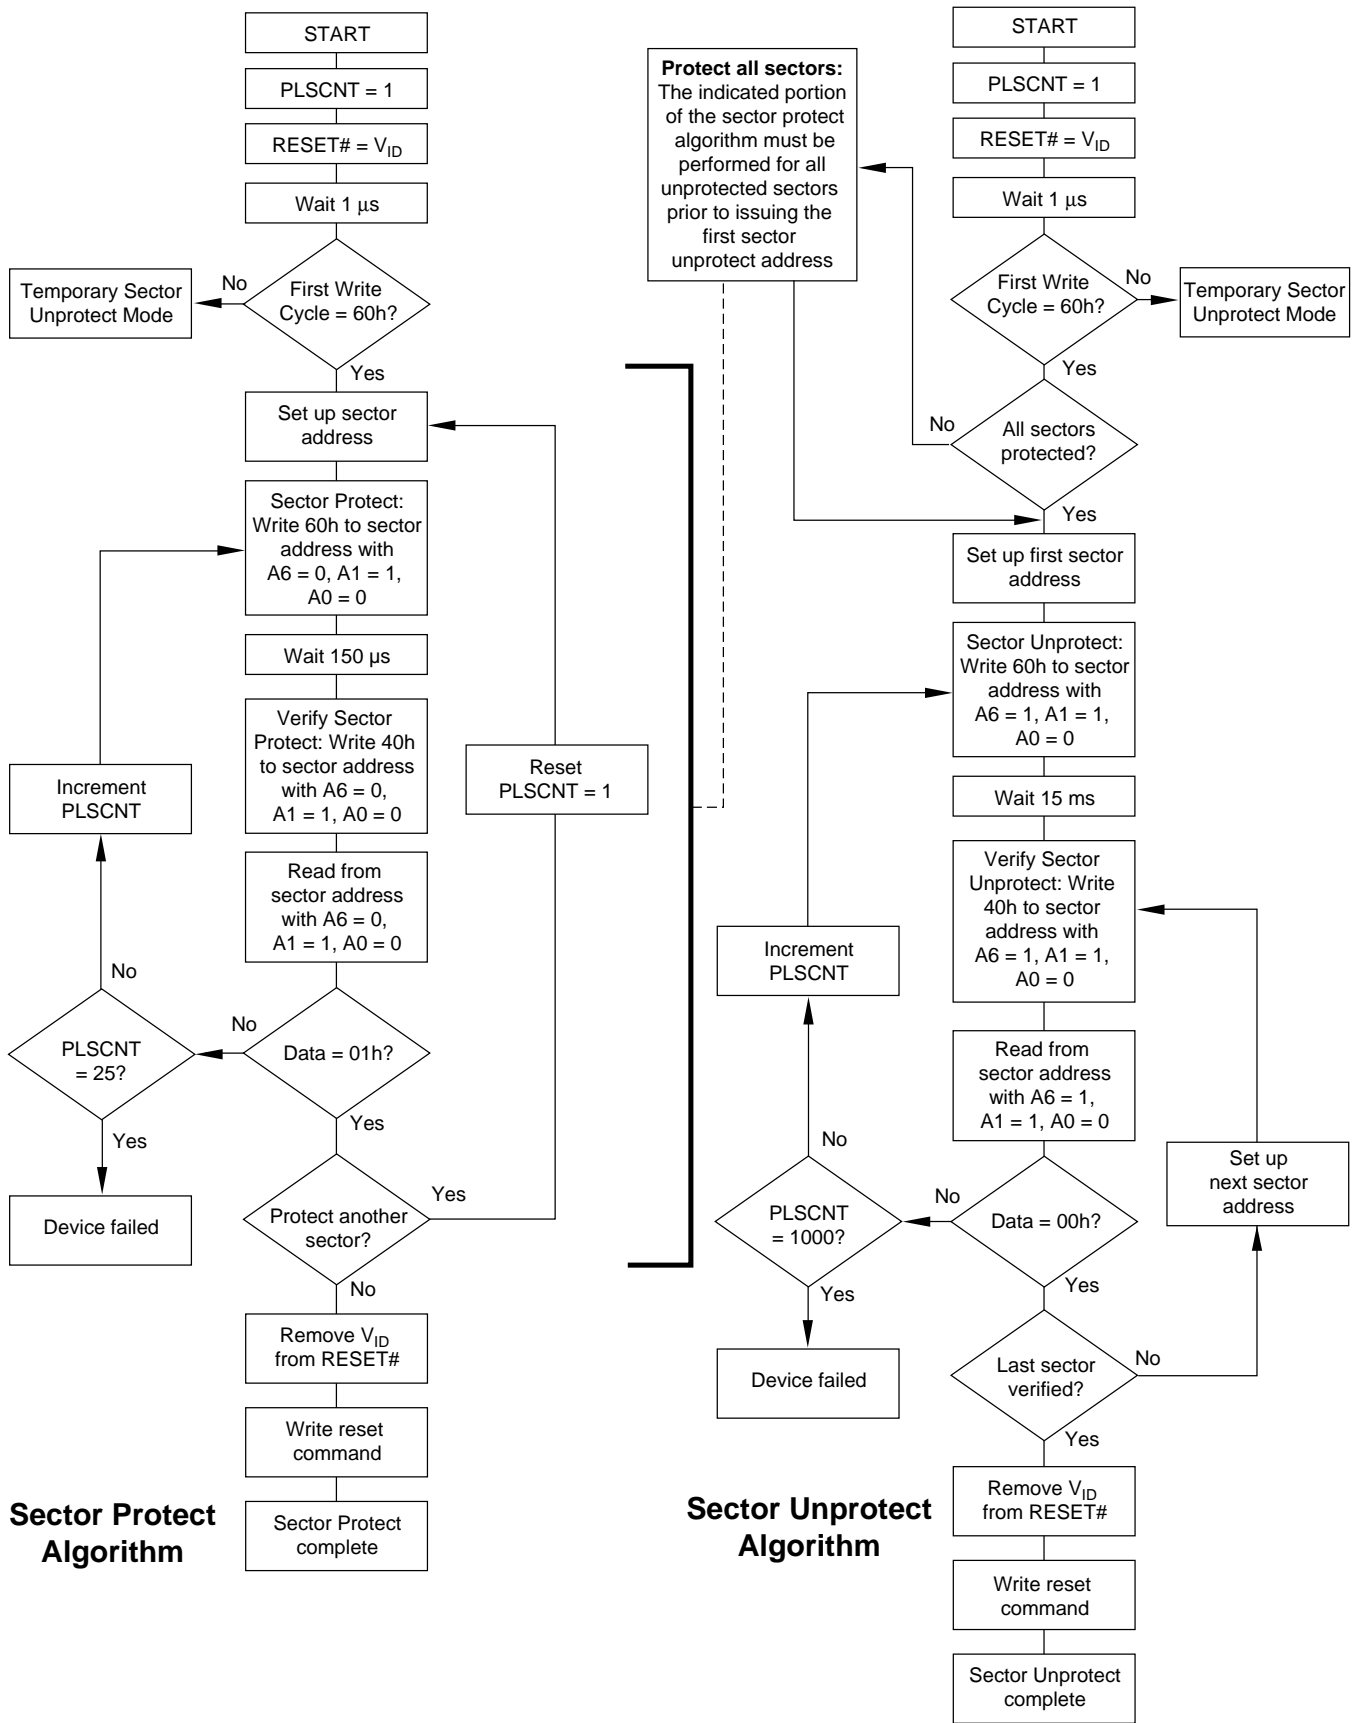 START
PLSCNT = 1
RESET# = VID
Wait 1 μs
First Write
Cycle = 60h?
No
Temporary Sector
Unprotect Mode
Yes
Set up sector
address
Sector Protect:
Write 60h to sector
address with
A6 = 0, A1 = 1,
A0 = 0
Wait 150 µs
Verify Sector
Protect: Write 40h
to sector address
with A6 = 0,
A1 = 1, A0 = 0
Reset
PLSCNT = 1
Increment
PLSCNT
Read from
sector address
with A6 = 0,
A1 = 1, A0 = 0
No
PLSCNT
= 25?
No
Data = 01h?
Yes
Yes
Device failed
Protect another
sector?
Yes
No
Remove VID
from RESET#
Write reset
command
Sector Protect
complete
Sector Protect
Algorithm
Protect all sectors:
The indicated portion
of the sector protect
algorithm must be
performed for all
unprotected sectors
prior to issuing the
first sector
unprotect address
START
PLSCNT = 1
RESET# = VID
Wait 1 μs
First Write
Cycle = 60h?
No
Temporary Sector
Unprotect Mode
Yes
No
All sectors
protected?
Yes
Set up first sector
address
Sector Unprotect:
Write 60h to sector
address with
A6 = 1, A1 = 1,
A0 = 0
Wait 15 ms
Verify Sector
Unprotect: Write
40h to sector
address with
A6 = 1, A1 = 1,
A0 = 0
Increment
PLSCNT
Read from
sector address
with A6 = 1,
A1 = 1, A0 = 0
No
PLSCNT
= 1000?
No
Data = 00h?
Set up
next sector
address
Yes
Yes
Device failed
Last sector
verified?
No
Yes
Remove VID
from RESET#
Write reset
command
Sector Unprotect
complete
Sector Unprotect
Algorithm